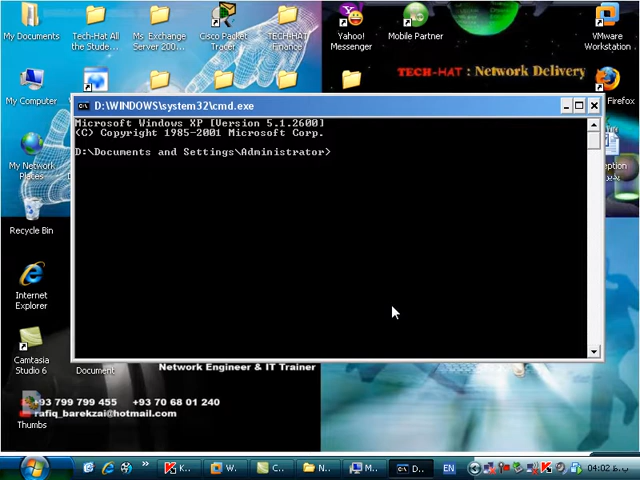 My Documents
Tech-Hat All the Stude...
Ms_Exchange Server 200...
Cisco Packet Tracer
TECH-HAT Finance
Yahoo! Messenger
Mobile Partner
VMware Workstation .
TECH-HAT : Network Delivery
My Computer
Firefox
D:\WINDOWS\system32\cmd.exe
Microsoft Windows XP [Version 5.1.2600]
(C) Copyright 1985-2001 Microsoft Corp.
D:\Documents and Settings\Administrator>
My Network Places
eption
Recycle Bin
Internet Explorer
Camtasia Studio 6
Document
Network Engineer & IT Trainer
+93 799 799 455 +93 70 68 01 240
rafiq_barekzai@hotmail.com
Thumbs
K...
W...
C...
N...
M...
D...
EN
04:02